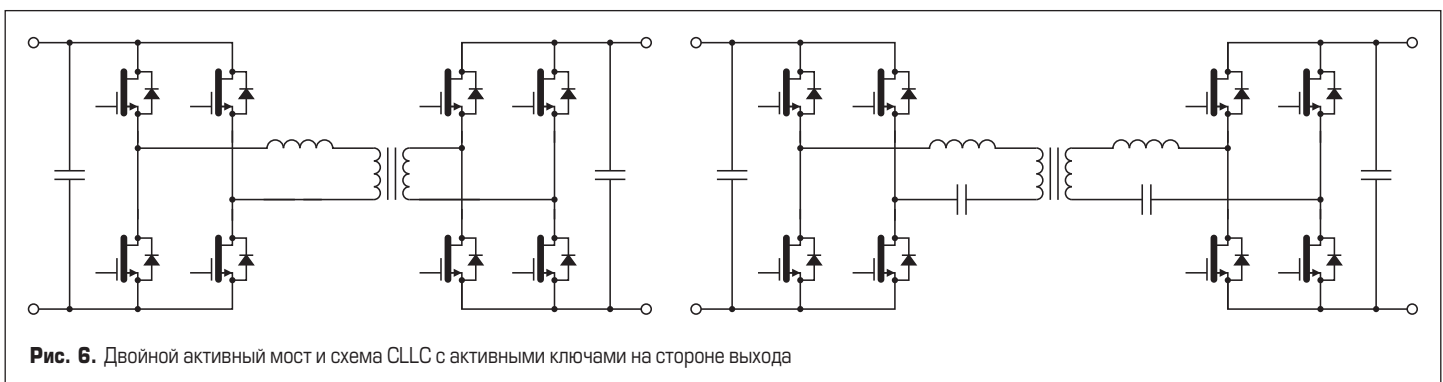 Рис. 6. Двойной активный мост и схема CLLC с активными ключами на стороне выхода